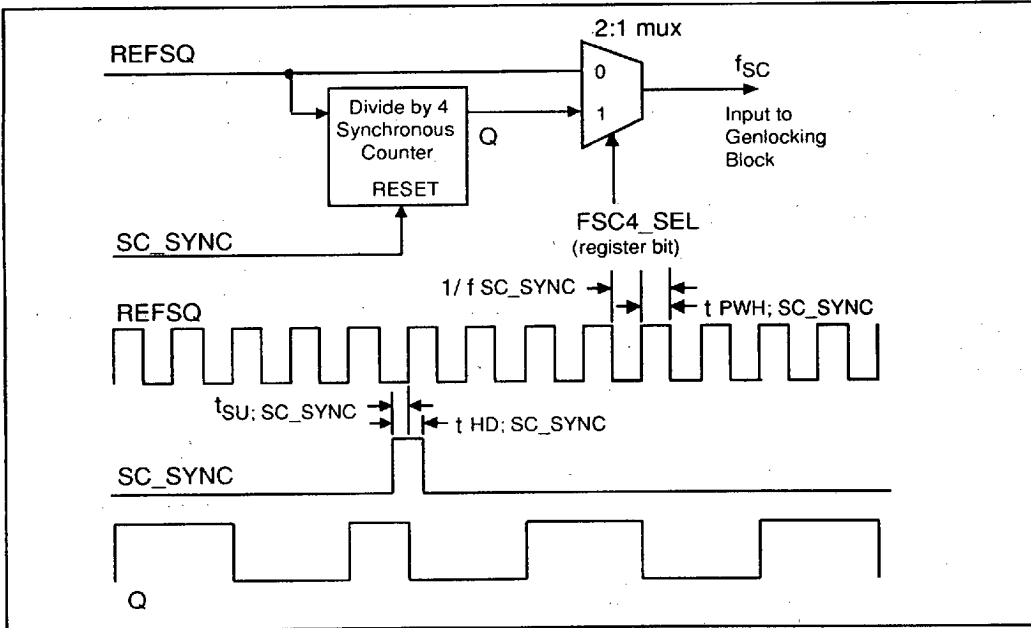 2:1 mux
REFSQ
0
fSC
Divide by 4
Synchronous
Counter
RESET
Q
1
Input to
Genlocking
Block
SC_SYNC
FSC4_SEL
(register bit)
1/ f SC_SYNC
t PWH; SC_SYNC
REFSQ
tSU; SC_SYNC
t HD; SC_SYNC
SC_SYNC
Q